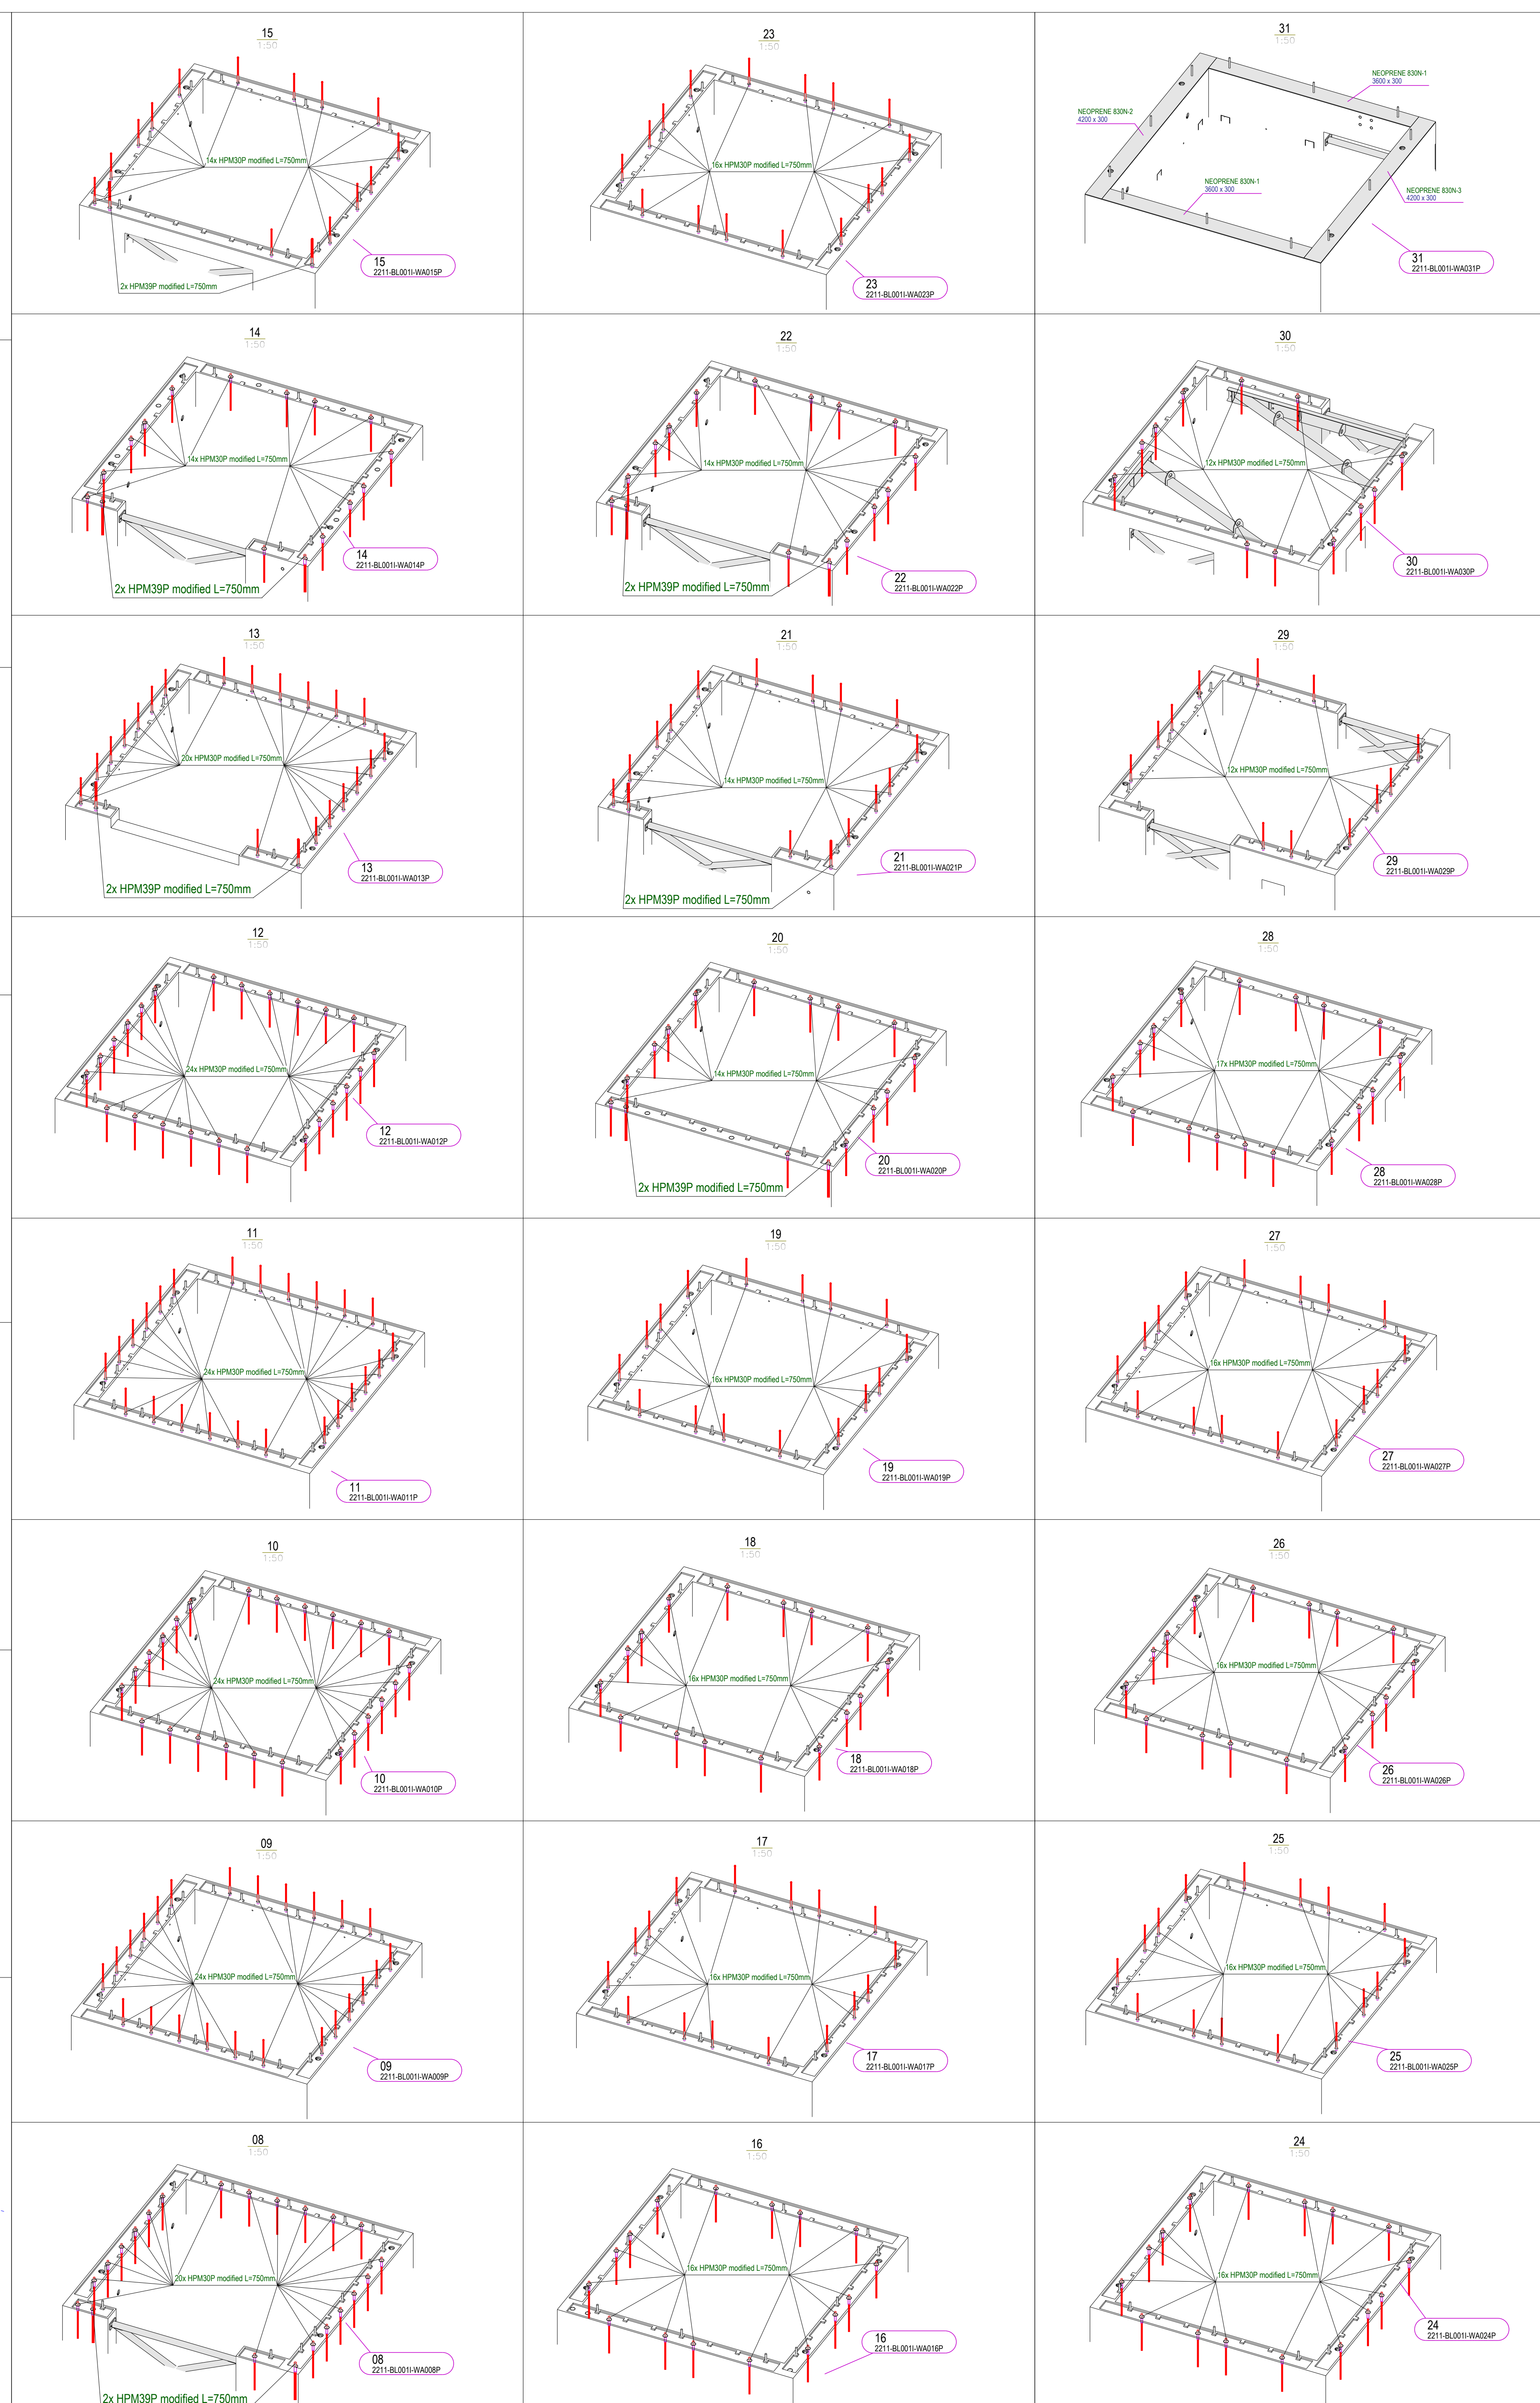 15
1:50
14x HPM30P modified L=750mm
15
2211-BL001I-WA015P
2x HPM39P modified L=750mm
23
1:50
16x HPM30P modified L=750mm
23
2211-BL001I-WA023P
31
1:50
NEOPRENE 830N-1
3600 x 300
NEOPRENE 830N-2
4200 x 300
NEOPRENE 830N-1
3600 x 300
NEOPRENE 830N-3
4200 x 300
31
2211-BL001I-WA031P
14
1:50
14x HPM30P modified L=750mm
14
2211-BL001I-WA014P
2x HPM39P modified L=750mm
22
1:50
14x HPM30P modified L=750mm
22
2211-BL001I-WA022P
2x HPM39P modified L=750mm
30
1:50
12x HPM30P modified L=750mm
30
2211-BL001I-WA030P
13
1:50
20x HPM30P modified L=750mm
13
2211-BL001I-WA013P
2x HPM39P modified L=750mm
21
1:50
14x HPM30P modified L=750mm
21
2211-BL001I-WA021P
2x HPM39P modified L=750mm
29
1:50
12x HPM30P modified L=750mm
29
2211-BL001I-WA029P
12
1:50
24x HPM30P modified L=750mm
12
2211-BL001I-WA012P
20
1:50
14x HPM30P modified L=750mm
20
2211-BL001I-WA020P
2x HPM39P modified L=750mm
28
1:50
17x HPM30P modified L=750mm
28
2211-BL001I-WA028P
11
1:50
24x HPM30P modified L=750mm
11
2211-BL001I-WA011P
19
1:50
16x HPM30P modified L=750mm
19
2211-BL001I-WA019P
27
1:50
16x HPM30P modified L=750mm
27
2211-BL001I-WA027P
10
1:50
24x HPM30P modified L=750mm
10
2211-BL001I-WA010P
18
1:50
16x HPM30P modified L=750mm
18
2211-BL001I-WA018P
26
1:50
16x HPM30P modified L=750mm
26
2211-BL001I-WA026P
09
1:50
24x HPM30P modified L=750mm
09
2211-BL001I-WA009P
17
1:50
16x HPM30P modified L=750mm
17
2211-BL001I-WA017P
25
1:50
16x HPM30P modified L=750mm
25
2211-BL001I-WA025P
08
1:50
20x HPM30P modified L=750mm
08
2211-BL001I-WA008P
2x HPM39P modified L=750mm
16
1:50
16x HPM30P modified L=750mm
16
2211-BL001I-WA016P
24
1:50
16x HPM30P modified L=750mm
24
2211-BL001I-WA024P